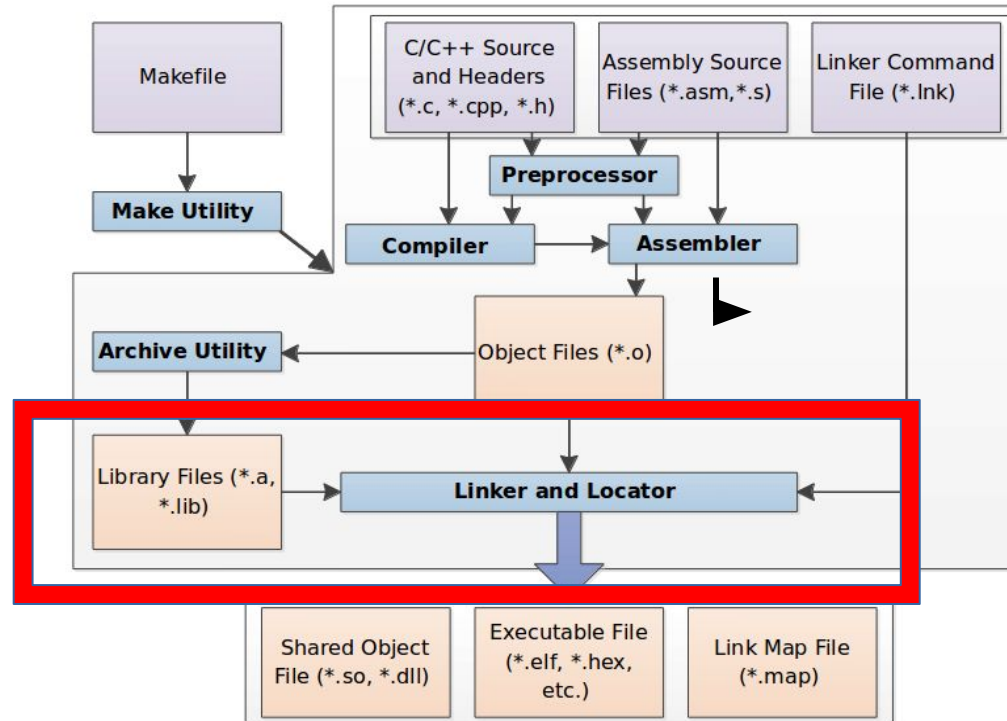 Makefile
C/C++ Source
and Headers
(*.c, *.cpp, *.h)
Assembly Source
Files (*.asm,*.s)
Linker Command
File (*.lnk)
Preprocessor
Make Utility
Compiler
Assembler
Archive Utility
Object Files (*.o)
Library Files (*.a,
*.lib)
Linker and Locator
Shared Object
File (*.so, *.dll)
Executable File
(*.elf, *.hex,
etc.)
Link Map File
(*.map)